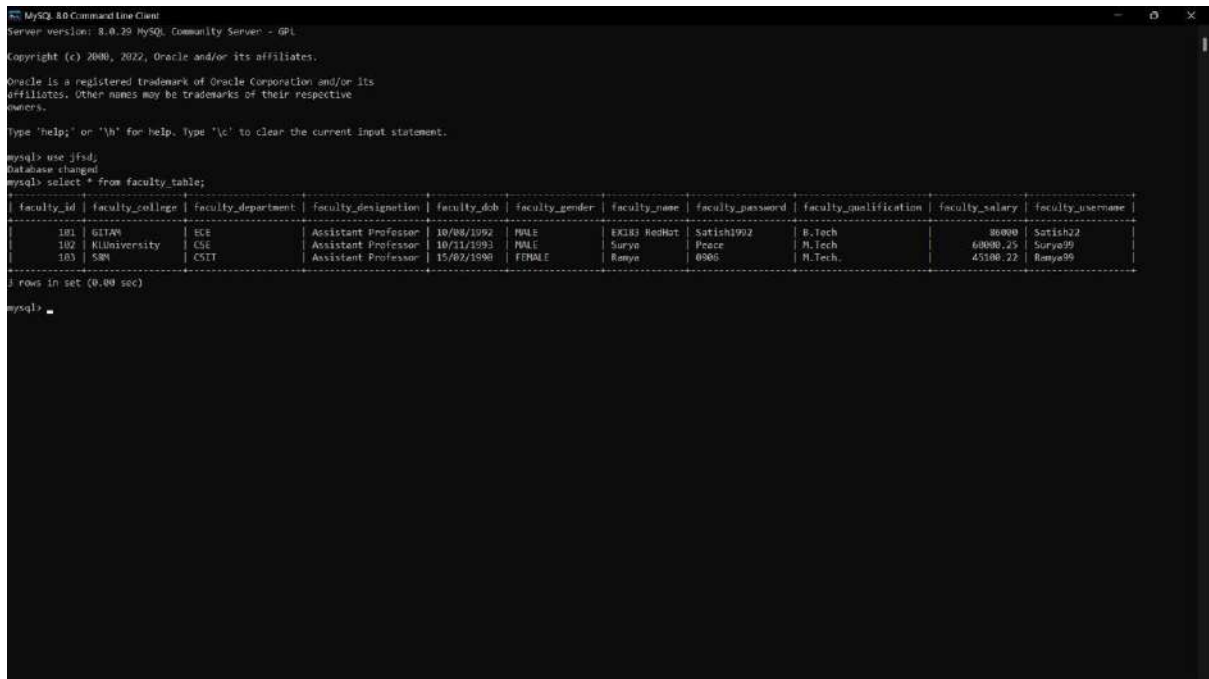 MySQL 8.0 Command Line Client
Server version: 8.0.29 MySQL Community Server - GPL
Copyright (c) 2000, 2022, Oracle and/or its affiliates.
Oracle is a registered trademark of Oracle Corporation and/or its
affiliates. Other names may be trademarks of their respective
owners.
Type 'help;' or '\h' for help. Type '\c' to clear the current input statement.
mysql> use jfsd;
Database changed
mysql> select * from faculty_table;
| faculty_id | faculty_college | faculty_department | faculty_designation | faculty_dob | faculty_gender | faculty_name | faculty_password | faculty_qualification | faculty_salary | faculty_username |
| 101 | GITAM | ECE | Assistant Professor | 10/08/1992 | MALE | EX183 RedHat | Satish1992 | B.Tech | 86000 | Satish22 |
| 102 | KLUniversity | CSE | Assistant Professor | 10/11/1993 | MALE | Surya | Peace | M.Tech | 60000.25 | Surya99 |
| 103 | SRM | CSIT | Assistant Professor | 15/02/1990 | FEMALE | Ramya | 0906 | M.Tech. | 45100.22 | Ramya99 |
3 rows in set (0.00 sec)
mysql>